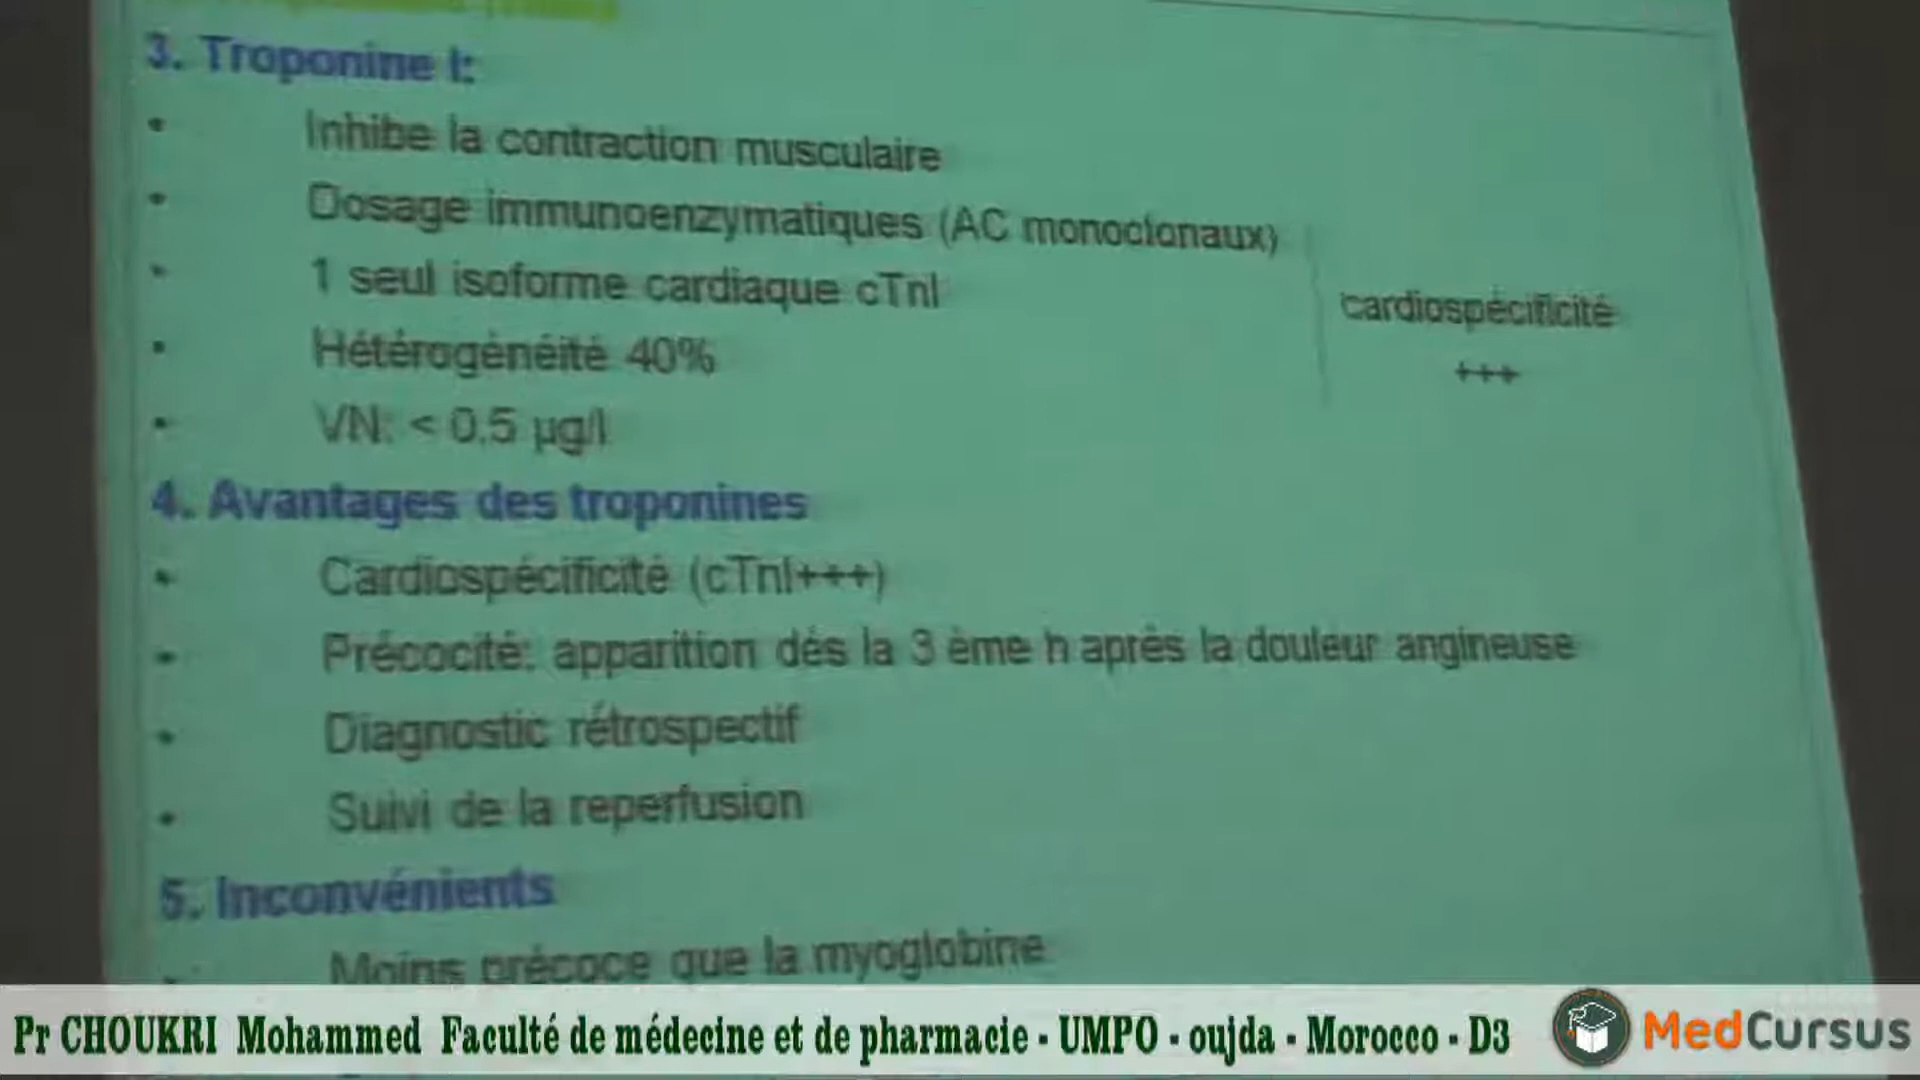 3. Troponine I:
• Inhibe la contraction musculaire
• Dosage immunoenzymatiques (AC monoclonaux)
• 1 seul isoforme cardiaque cTnI
cardiospécificité
+++
• Hétérogénéité 40%
• VN: < 0.5 µg/l
4. Avantages des troponines
• Cardiospécificité (cTnI+++)
• Précocité: apparition dés la 3 ème h aprés la douleur angineuse
• Diagnostic rétrospectif
• Suivi de la reperfusion
5. Inconvénients
• Moins précoce que la myoglobine
Pr CHOUKRI Mohammed Faculté de médecine et de pharmacie - UMPO - oujda - Morocco - D3
MedCursus